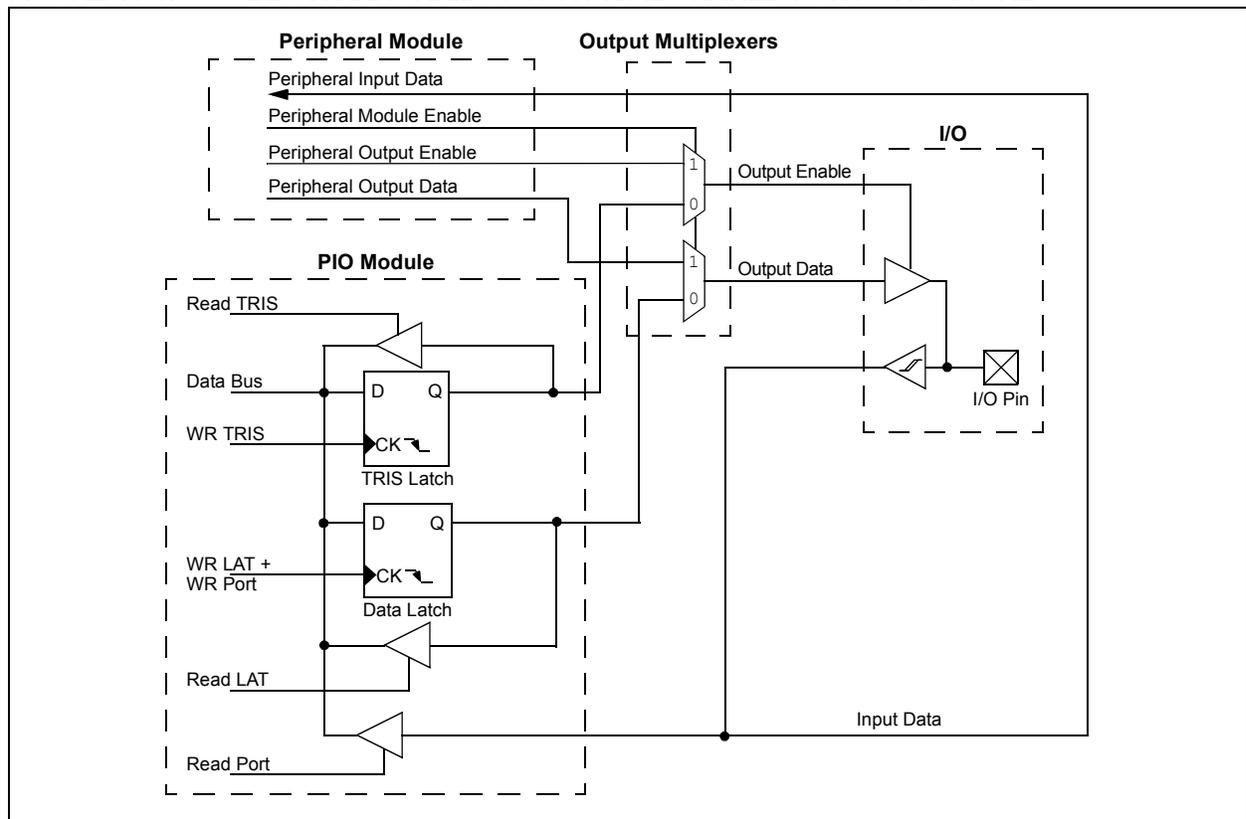 Peripheral Module
Output Multiplexers
Peripheral Input Data
Peripheral Module Enable
I/O
Peripheral Output Enable
1
Output Enable
Peripheral Output Data
0
PIO Module
1
Output Data
0
Read TRIS
Data Bus
D
Q
I/O Pin
WR TRIS
CK
TRIS Latch
D
Q
WR LAT +
WR Port
CK
Data Latch
Read LAT
Input Data
Read Port